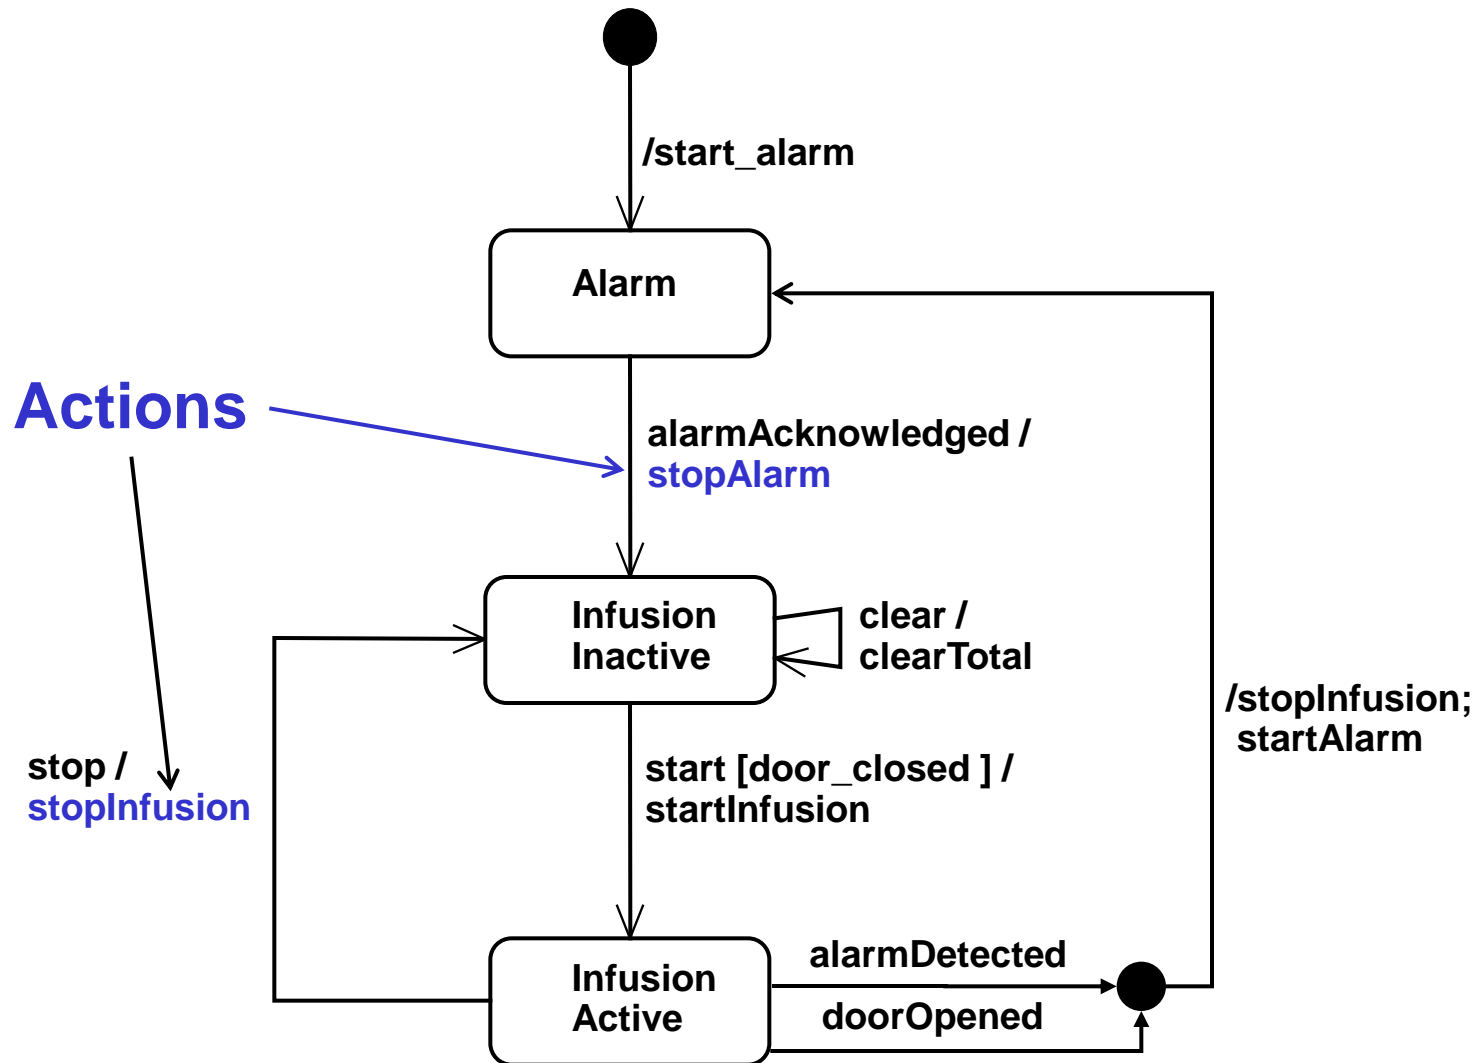 /start_alarm
Alarm
Actions
alarmAcknowledged /
stopAlarm
Infusion
Inactive
clear /
clearTotal
/stopInfusion;
startAlarm
stop /
stopInfusion
start [door_closed ] /
startInfusion
Infusion
Active
alarmDetected
doorOpened